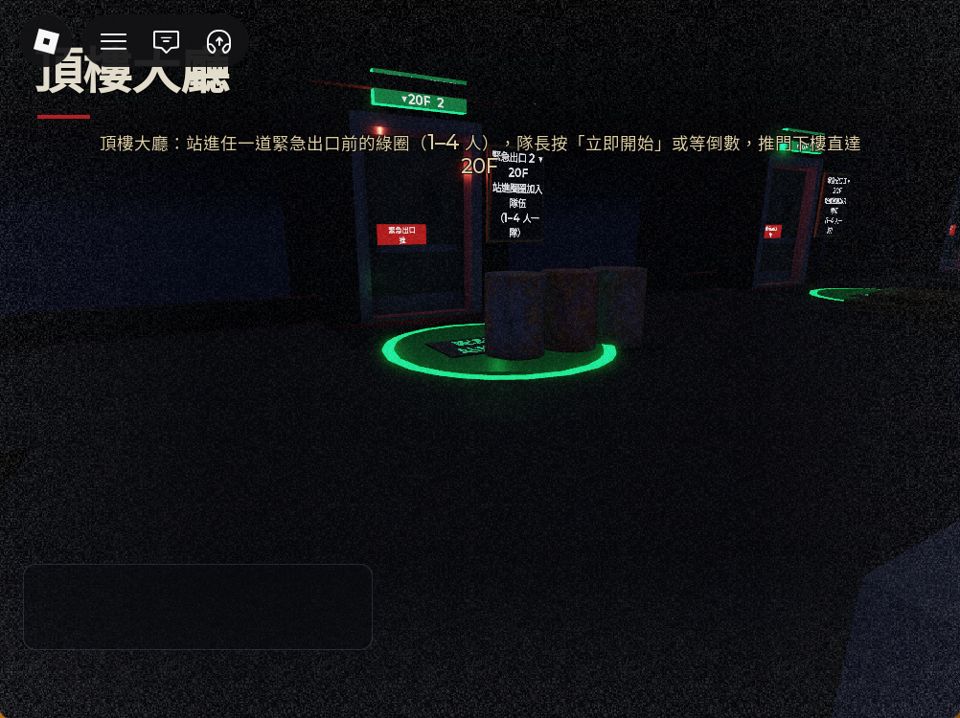 頂樓大廳
▼20F 2
頂樓大廳：站進任一道緊急出口前的綠圈（1–4 人），隊長按「立即開始」或等倒數，推門下樓直達
20F
緊急出口 2 ▼
20F
站進綠圈加入
隊伍
（1–4 人一
隊）
緊急出口
推